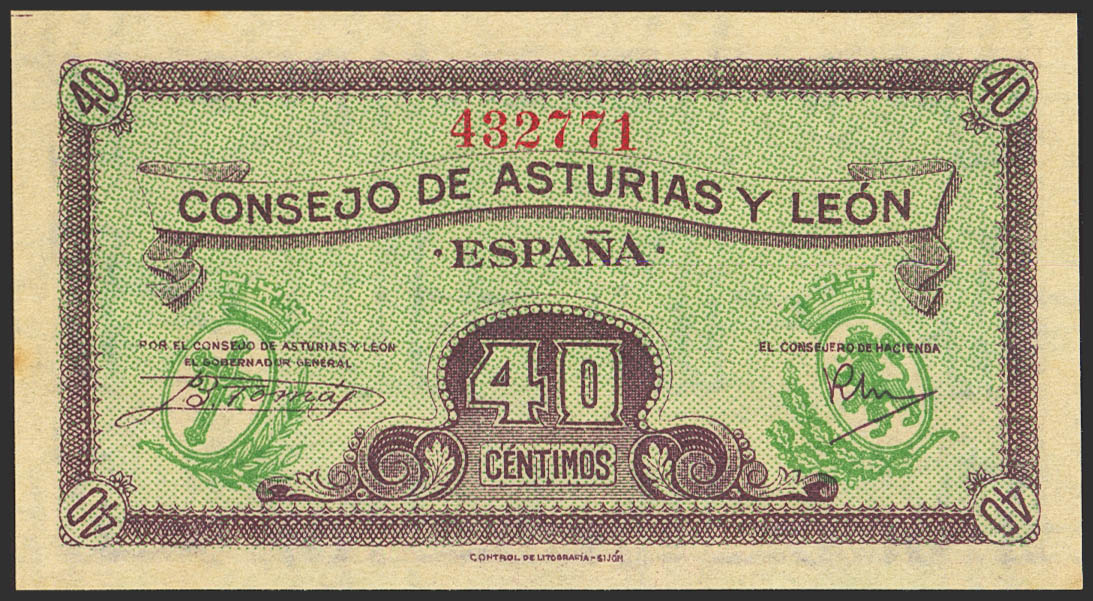 40 40
432771
CONSEJO DE ASTURIAS Y LEÓN
·ESPAÑA·
POR EL CONSEJO DE ASTURIAS Y LEÓN
EL GOBERNADOR GENERAL
EL CONSEJERO DE HACIENDA
40
CÉNTIMOS
40 40
CONTROL DE LITOGRAFIA - GIJÓN